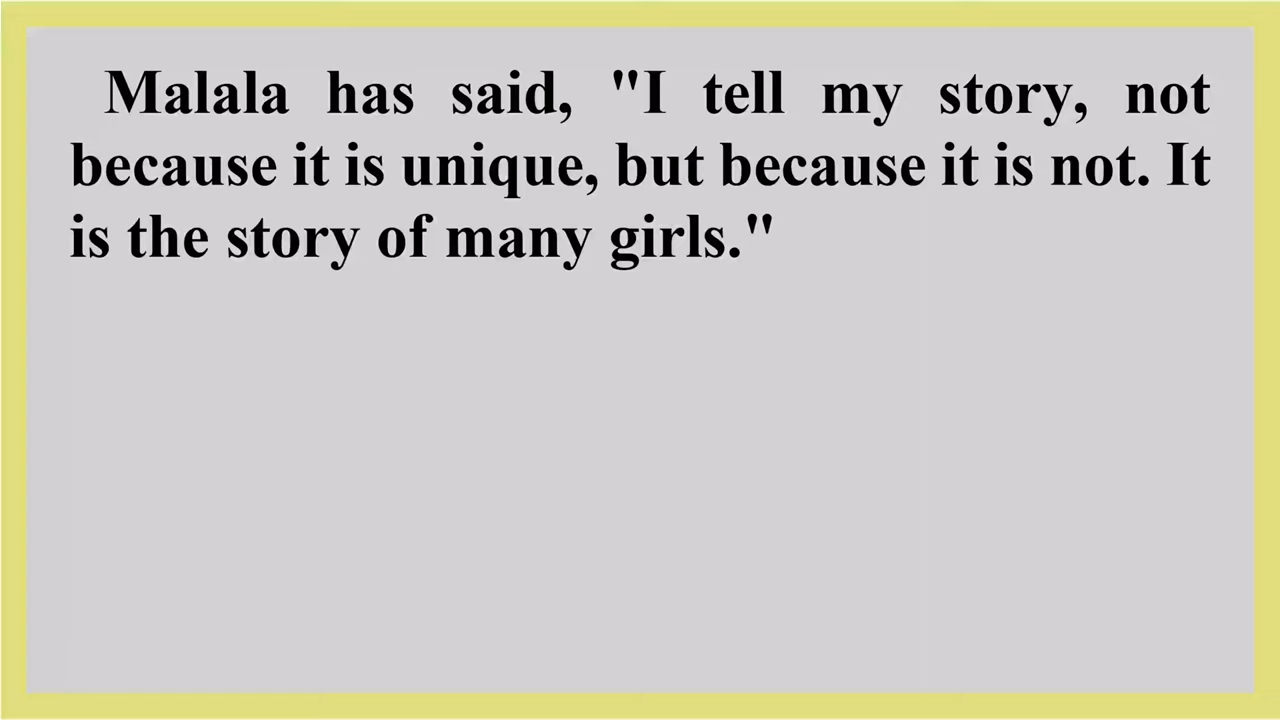 Malala has said, "I tell my story, not
because it is unique, but because it is not. It
is the story of many girls."